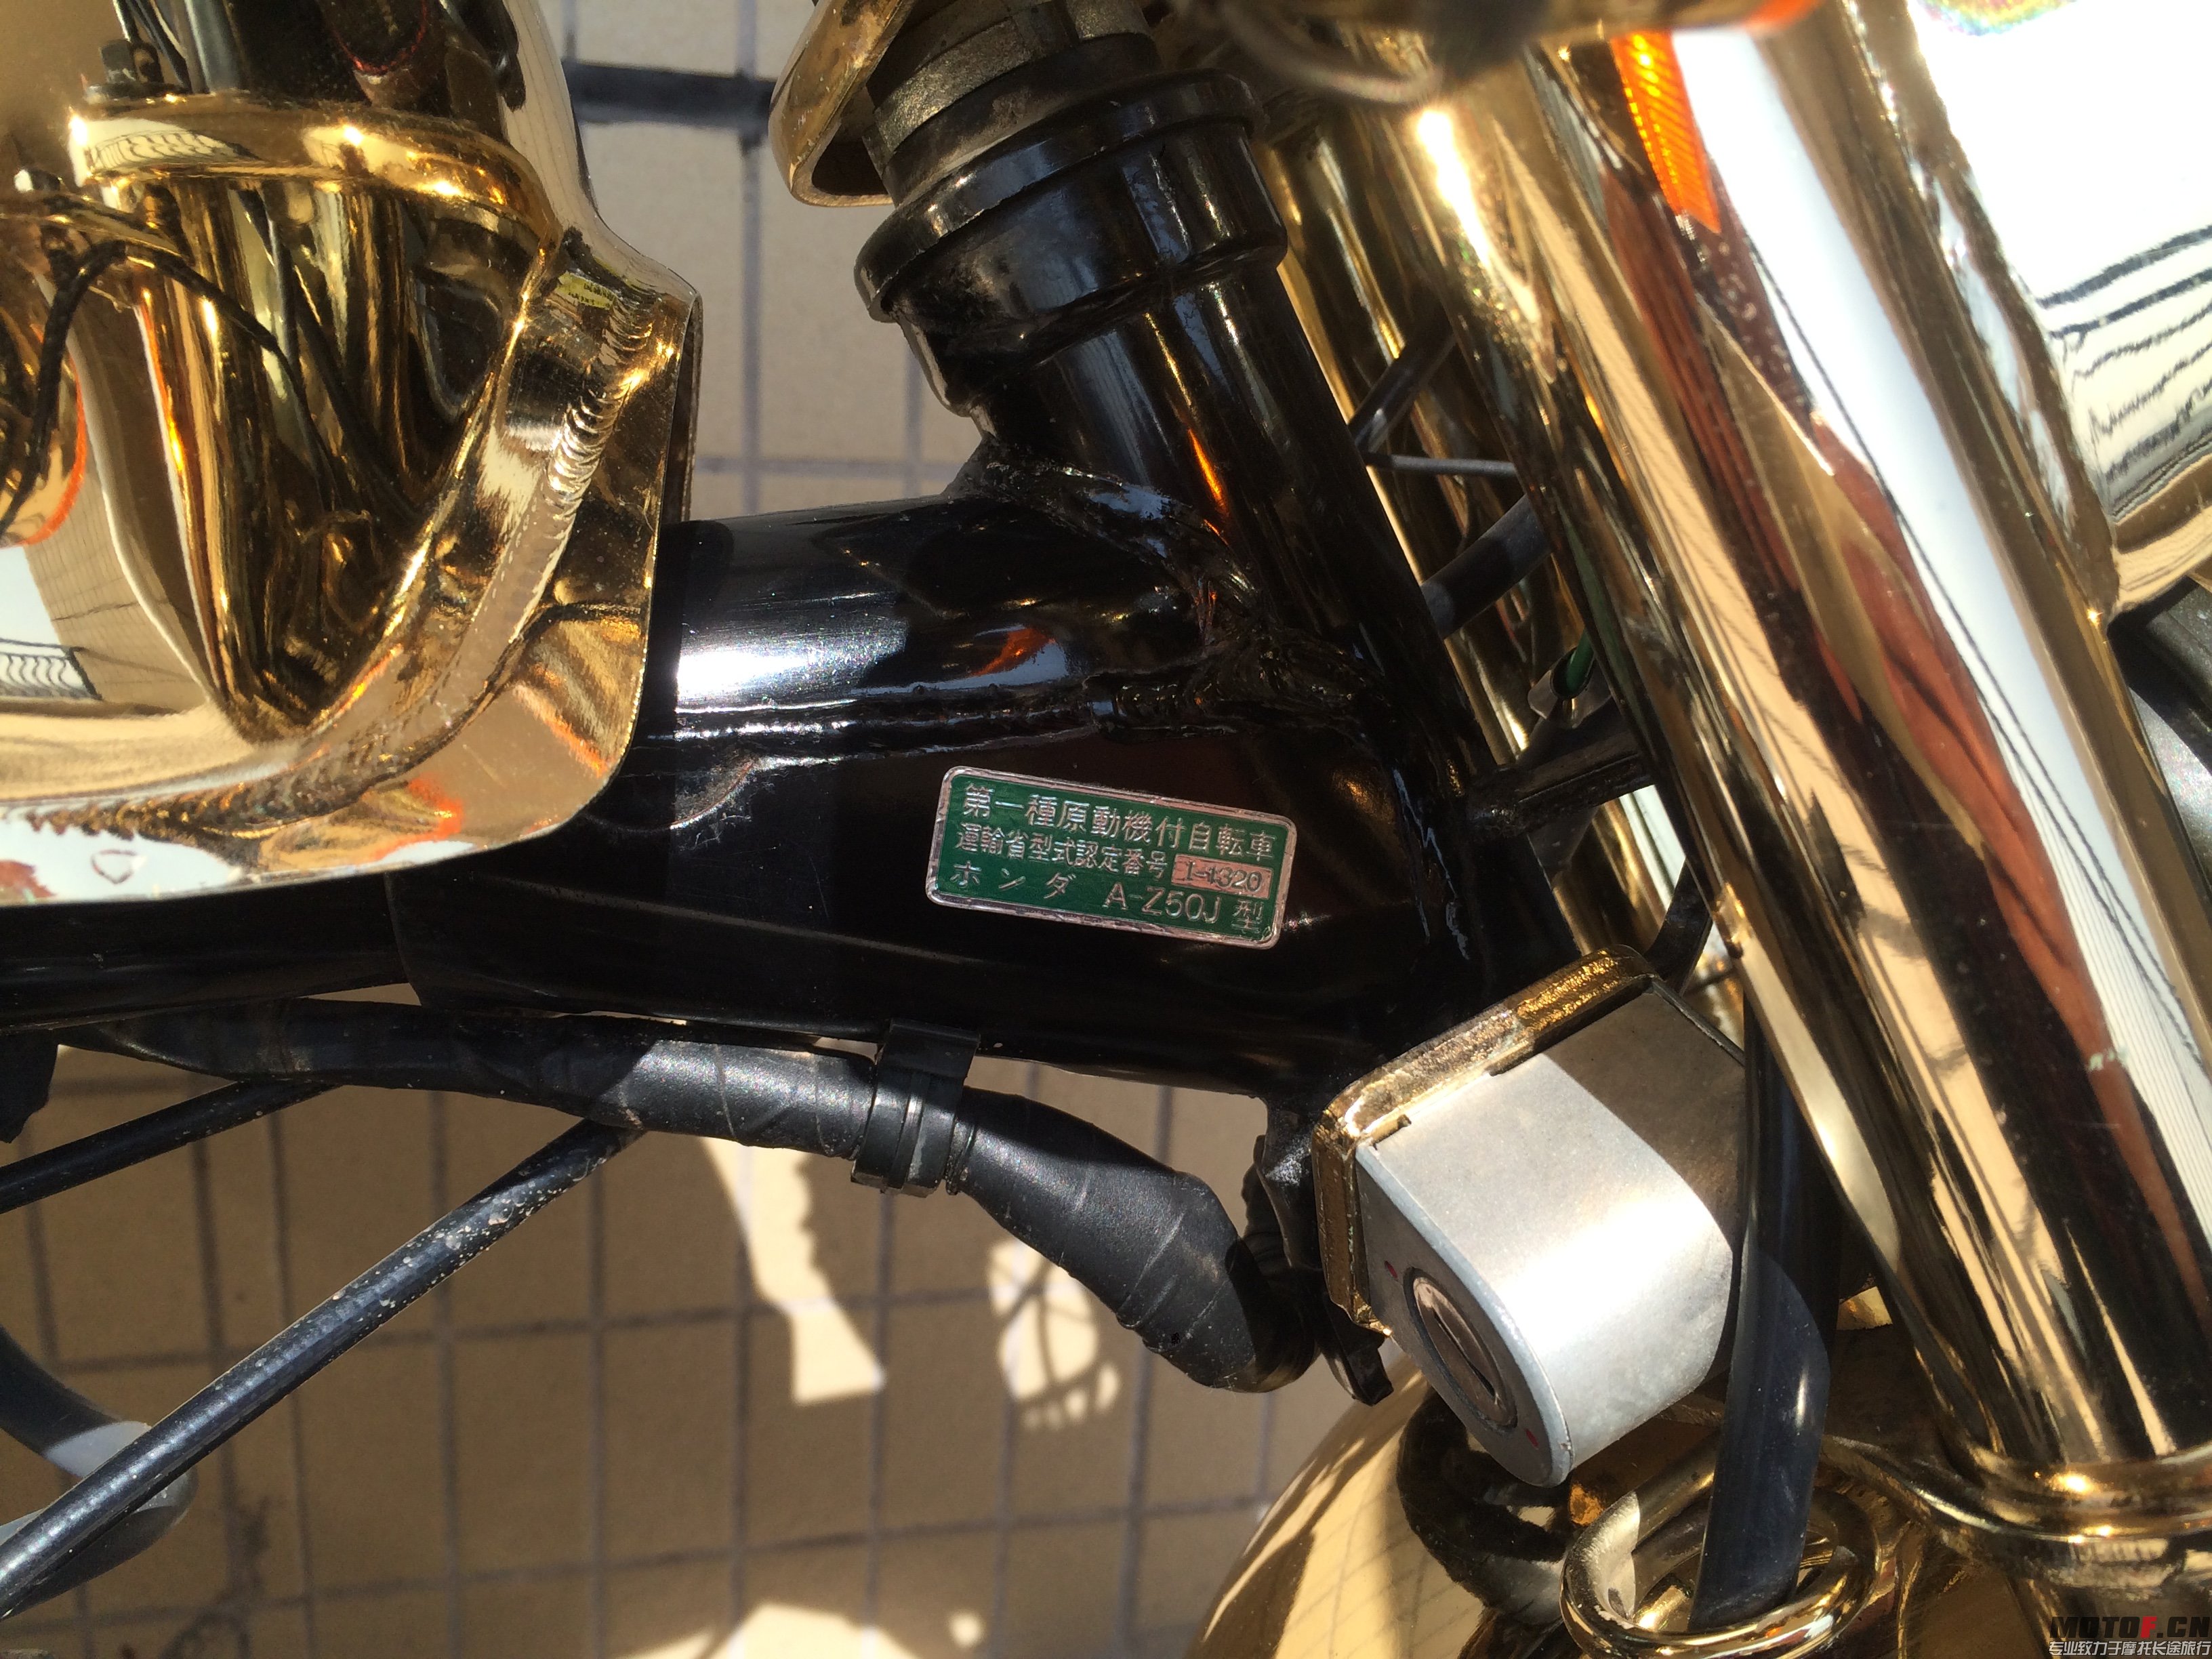 第一種原動機付自転車
運輸省型式認定番号 I-1320
ホンダ A-Z50J 型
MOTOF.CN
专业致力于摩托长途旅行